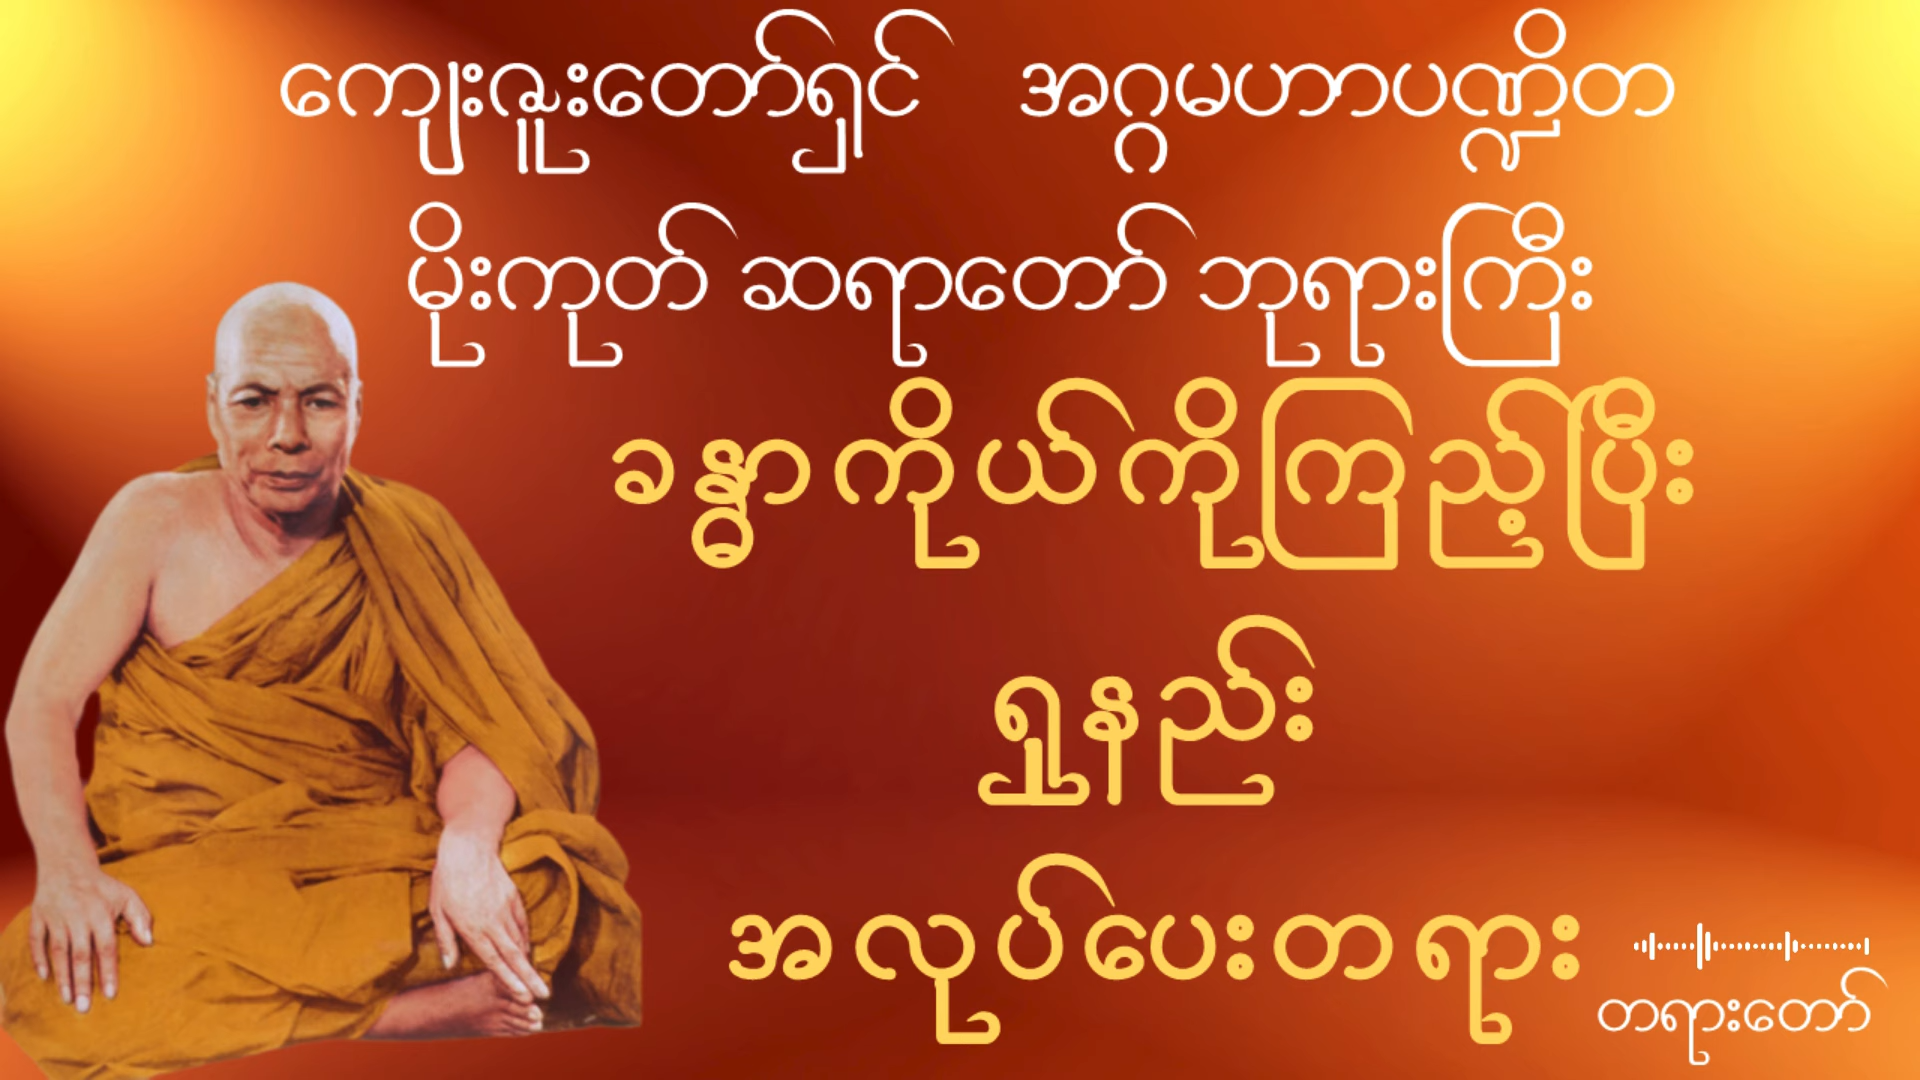 ကျေးဇူးတော်ရှင် အဂ္ဂမဟာပဏ္ဍိတ
မိုးကုတ် ဆရာတော် ဘုရားကြီး
ခန္ဓာကိုယ်ကိုကြည့်ပြီး
ရှုနည်း
အလုပ်ပေးတရား
တရားတော်